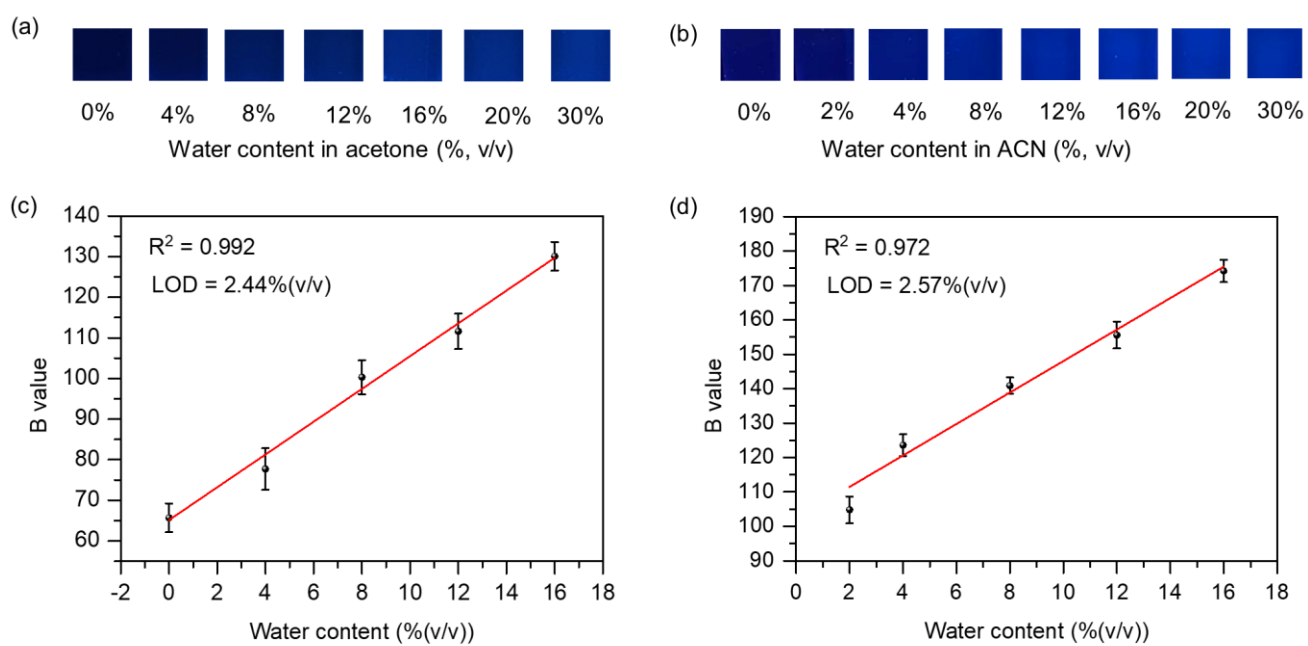 (a)
0% 4% 8% 12% 16% 20% 30%
Water content in acetone (%, v/v)
(b)
0% 2% 4% 8% 12% 16% 20% 30%
Water content in ACN (%, v/v)
(c)
140
130
120
110
100
90
80
70
60
R² = 0.992
LOD = 2.44%(v/v)
B value
-2 0 2 4 6 8 10 12 14 16 18
Water content (%(v/v))
(d)
190
180
170
160
150
140
130
120
110
100
90
R² = 0.972
LOD = 2.57%(v/v)
B value
0 2 4 6 8 10 12 14 16 18
Water content (%(v/v))